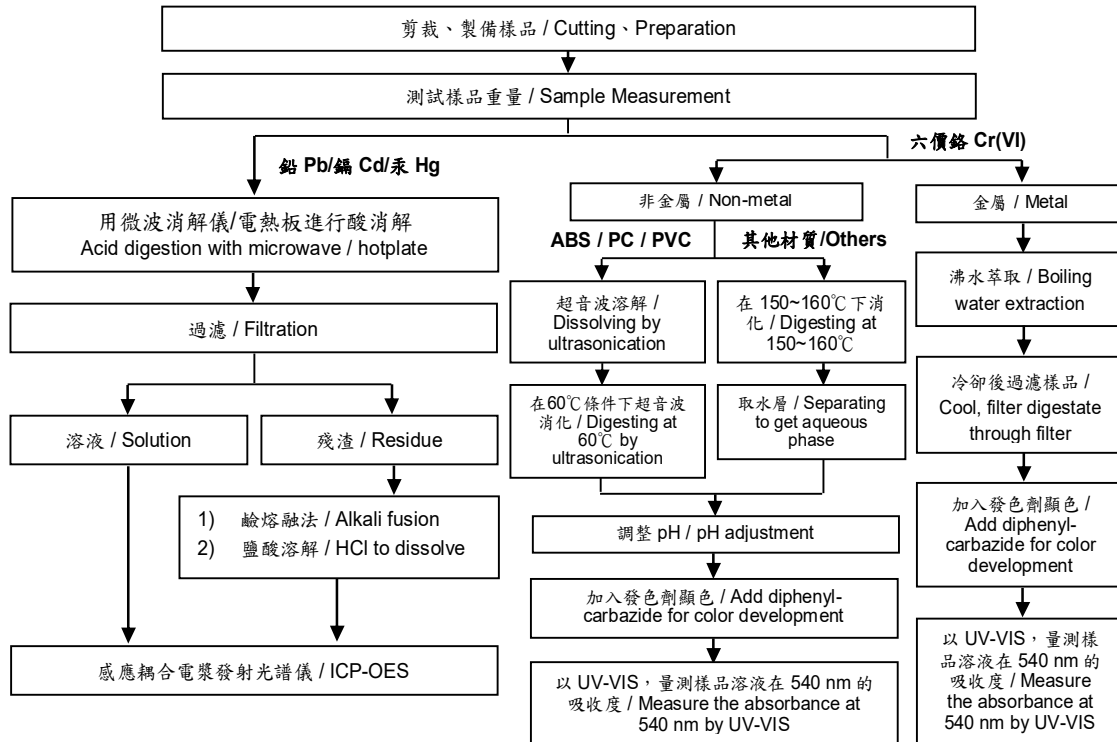 剪裁、製備樣品 / Cutting、Preparation
測試樣品重量 / Sample Measurement
鉛 Pb/鎘 Cd/汞 Hg
六價鉻 Cr(VI)
用微波消解儀/電熱板進行酸消解
Acid digestion with microwave / hotplate
過濾 / Filtration
溶液 / Solution
殘渣 / Residue
1) 鹼熔融法 / Alkali fusion
2) 鹽酸溶解 / HCl to dissolve
感應耦合電漿發射光譜儀 / ICP-OES
非金屬 / Non-metal
ABS / PC / PVC
其他材質/Others
超音波溶解 /
Dissolving by
ultrasonication
在60℃條件下超音波
消化 / Digesting at
60℃ by
ultrasonication
在 150~160℃下消
化 / Digesting at
150~160℃
取水層 / Separating
to get aqueous
phase
調整 pH / pH adjustment
加入發色劑顯色 / Add diphenyl-
carbazide for color development
以 UV-VIS，量測樣品溶液在 540 nm 的
吸收度 / Measure the absorbance at
540 nm by UV-VIS
金屬 / Metal
沸水萃取 / Boiling
water extraction
冷卻後過濾樣品 /
Cool, filter digestate
through filter
加入發色劑顯色 /
Add diphenyl-
carbazide for color
development
以 UV-VIS，量測樣
品溶液在 540 nm 的
吸收度 / Measure
the absorbance at
540 nm by UV-VIS